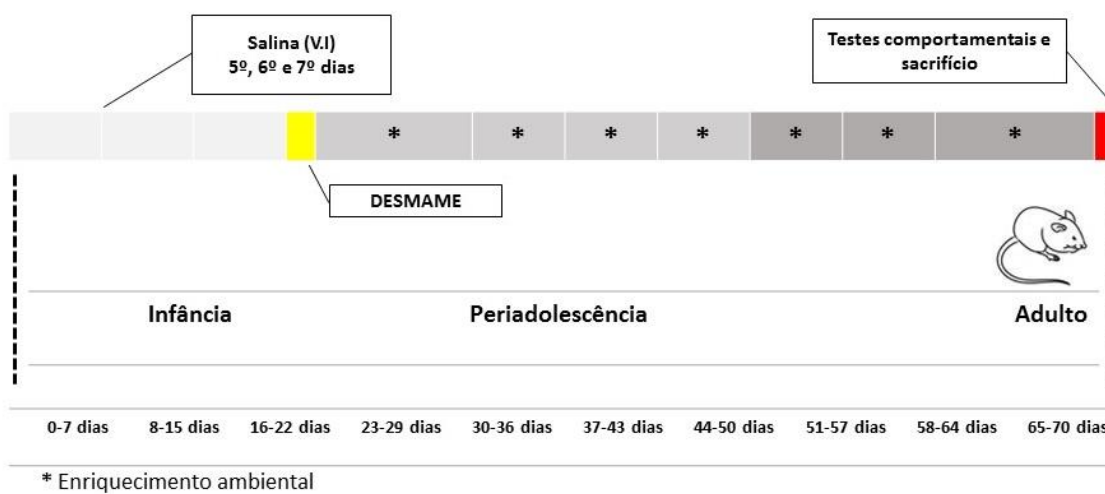 Salina (V.I)
5º, 6º e 7º dias
Testes comportamentais e
sacrifício
* * * * * * *
DESMAME
Infância Periadolescência Adulto
0-7 dias 8-15 dias 16-22 dias 23-29 dias 30-36 dias 37-43 dias 44-50 dias 51-57 dias 58-64 dias 65-70 dias
* Enriquecimento ambiental